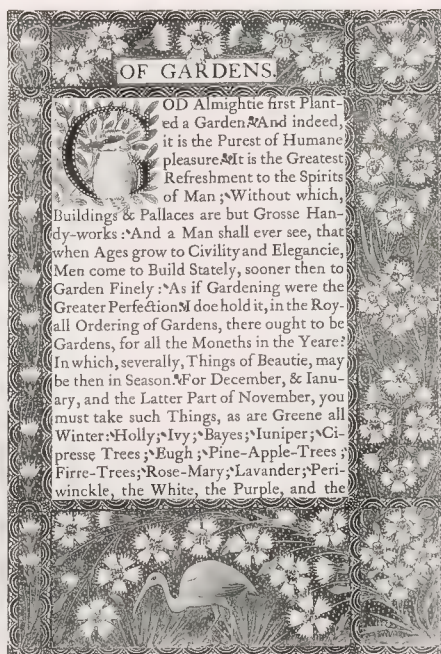 OF GARDENS.
GOD Almightie first Plant-
ed a Garden. And indeed,
it is the Purest of Humane
pleasure. It is the Greatest
Refreshment to the Spirits
of Man; Without which,
Buildings & Pallaces are but Grosse Han-
dy-works: And a Man shall ever see, that
when Ages grow to Civility and Elegancie,
Men come to Build Stately, sooner then to
Garden Finely: As if Gardening were the
Greater Perfection. I doe hold it, in the Roy-
all Ordering of Gardens, there ought to be
Gardens, for all the Moneths in the Yeare:
In which, severally, Things of Beautie, may
be then in Season. For December, & Ianu-
ary, and the Latter Part of November, you
must take such Things, as are Greene all
Winter: Holly; Ivy; Bayes; Iuniper; Ci-
presse Trees; Eugh; Pine-Apple-Trees;
Firre-Trees; Rose-Mary; Lavander; Peri-
winckle, the White, the Purple, and the